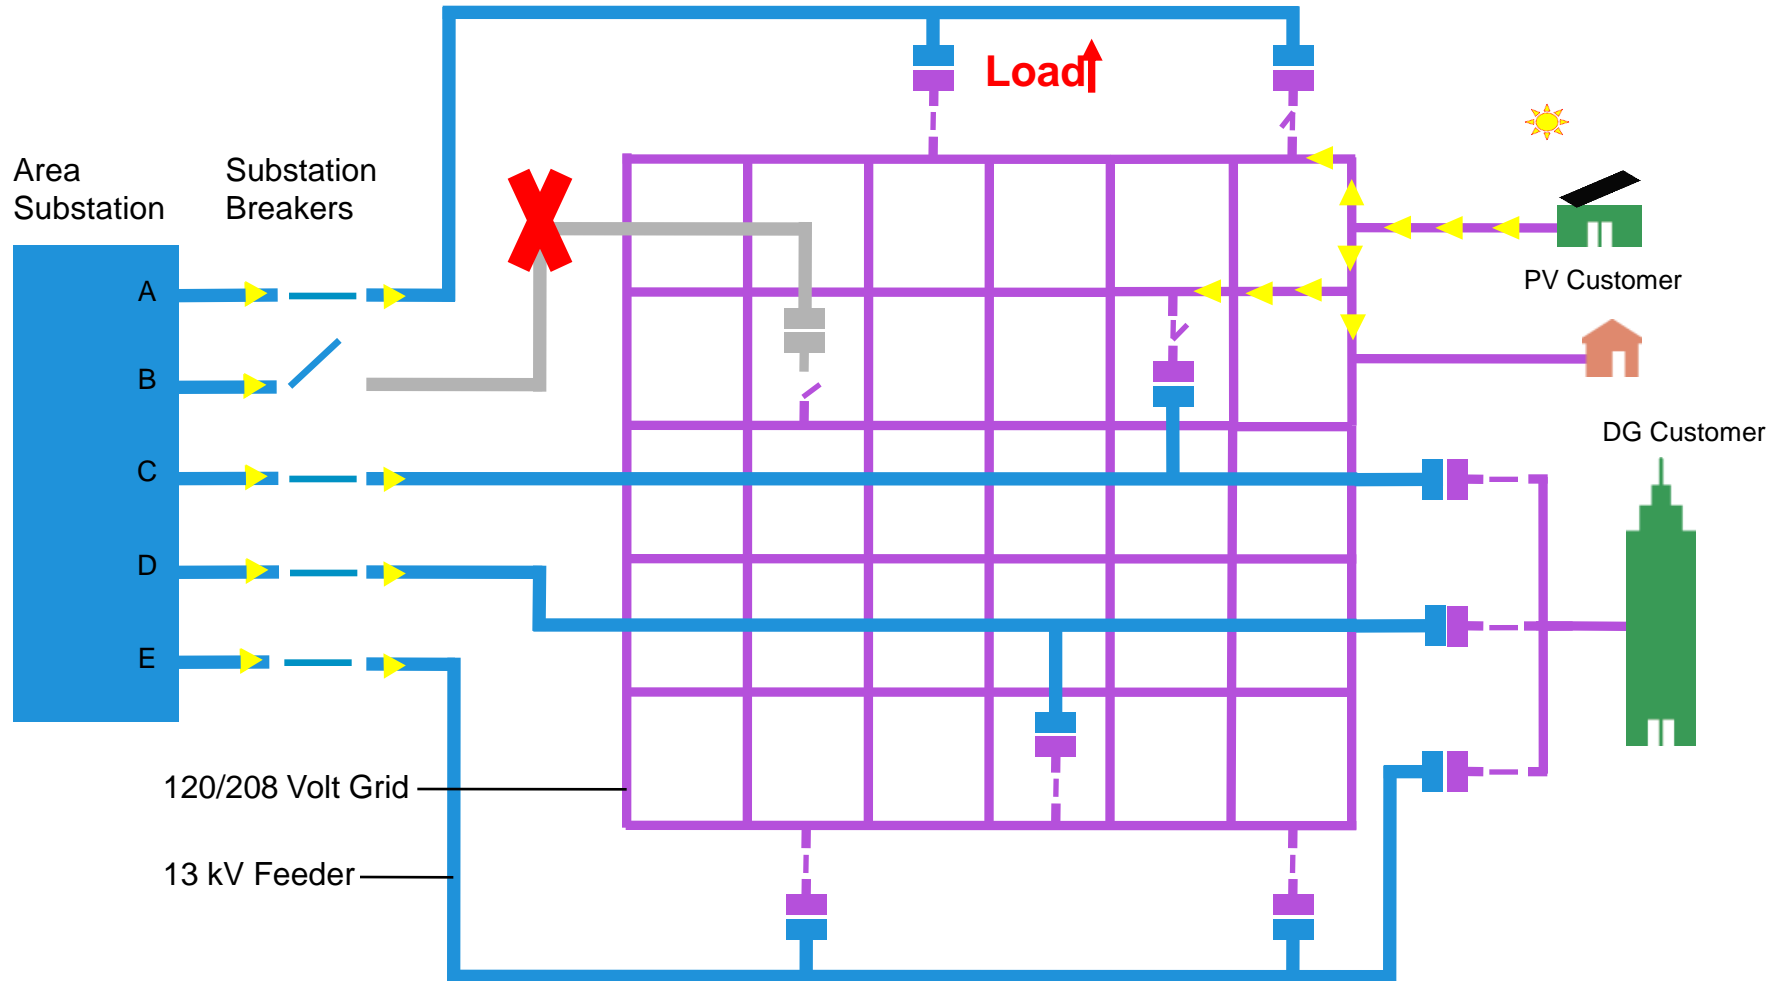 Load
Area
Substation
Substation
Breakers
A
B
C
D
E
PV Customer
DG Customer
120/208 Volt Grid
13 kV Feeder